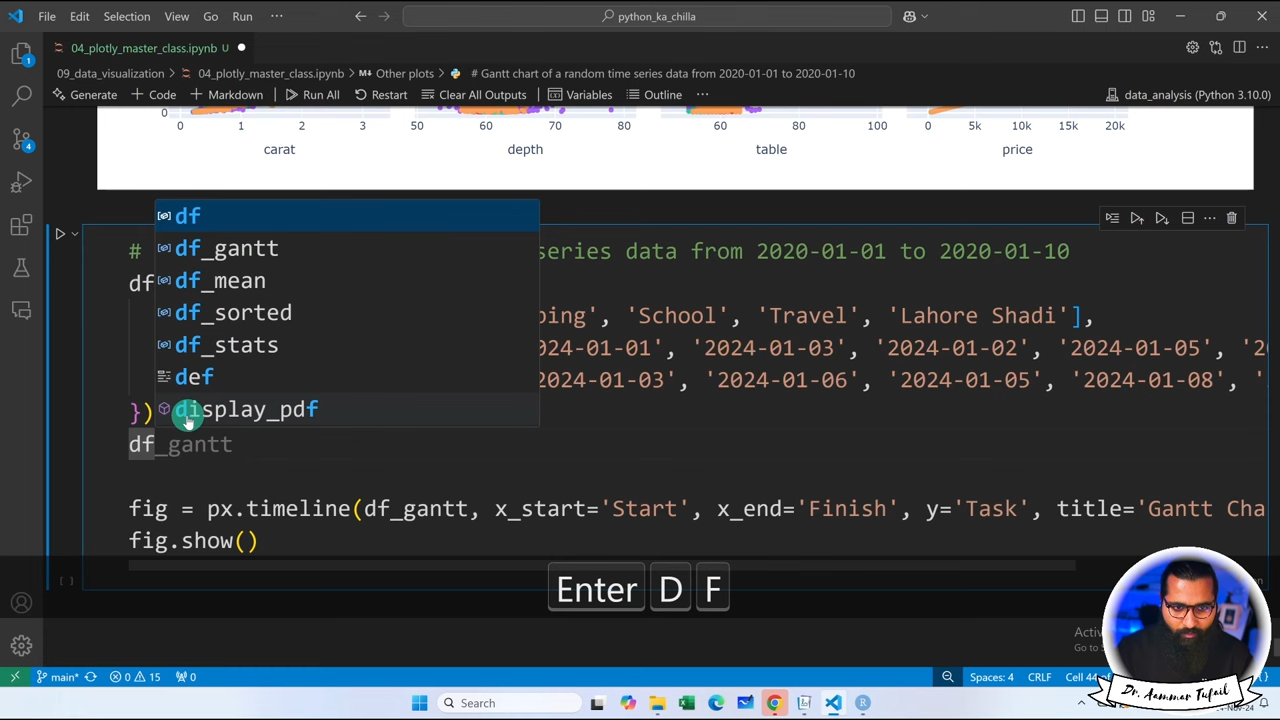 File Edit Selection View Go Run ··· python_ka_chilla
04_plotly_master_class.ipynb U
09_data_visualization > 04_plotly_master_class.ipynb > M↓ Other plots > # Gantt chart of a random time series data from 2020-01-01 to 2020-01-10
Generate + Code + Markdown Run All Restart Clear All Outputs Variables Outline ··· data_analysis (Python 3.10.0)
0
0 1 2 3 50 60 70 80 60 80 100 0 5k 10k 15k 20k
carat depth table price
df
df_gantt
df_mean
df_sorted
df_stats
def
display_pdf
# series data from 2020-01-01 to 2020-01-10
df
ping', 'School', 'Travel', 'Lahore Shadi'],
024-01-01', '2024-01-03', '2024-01-02', '2024-01-05', '20
024-01-03', '2024-01-06', '2024-01-05', '2024-01-08',
})
df_gantt
fig = px.timeline(df_gantt, x_start='Start', x_end='Finish', y='Task', title='Gantt Cha
fig.show()
[ ]
Enter D F
Dr. Aammar Tufail
main* 0 15 0 Spaces: 4 CRLF
Search